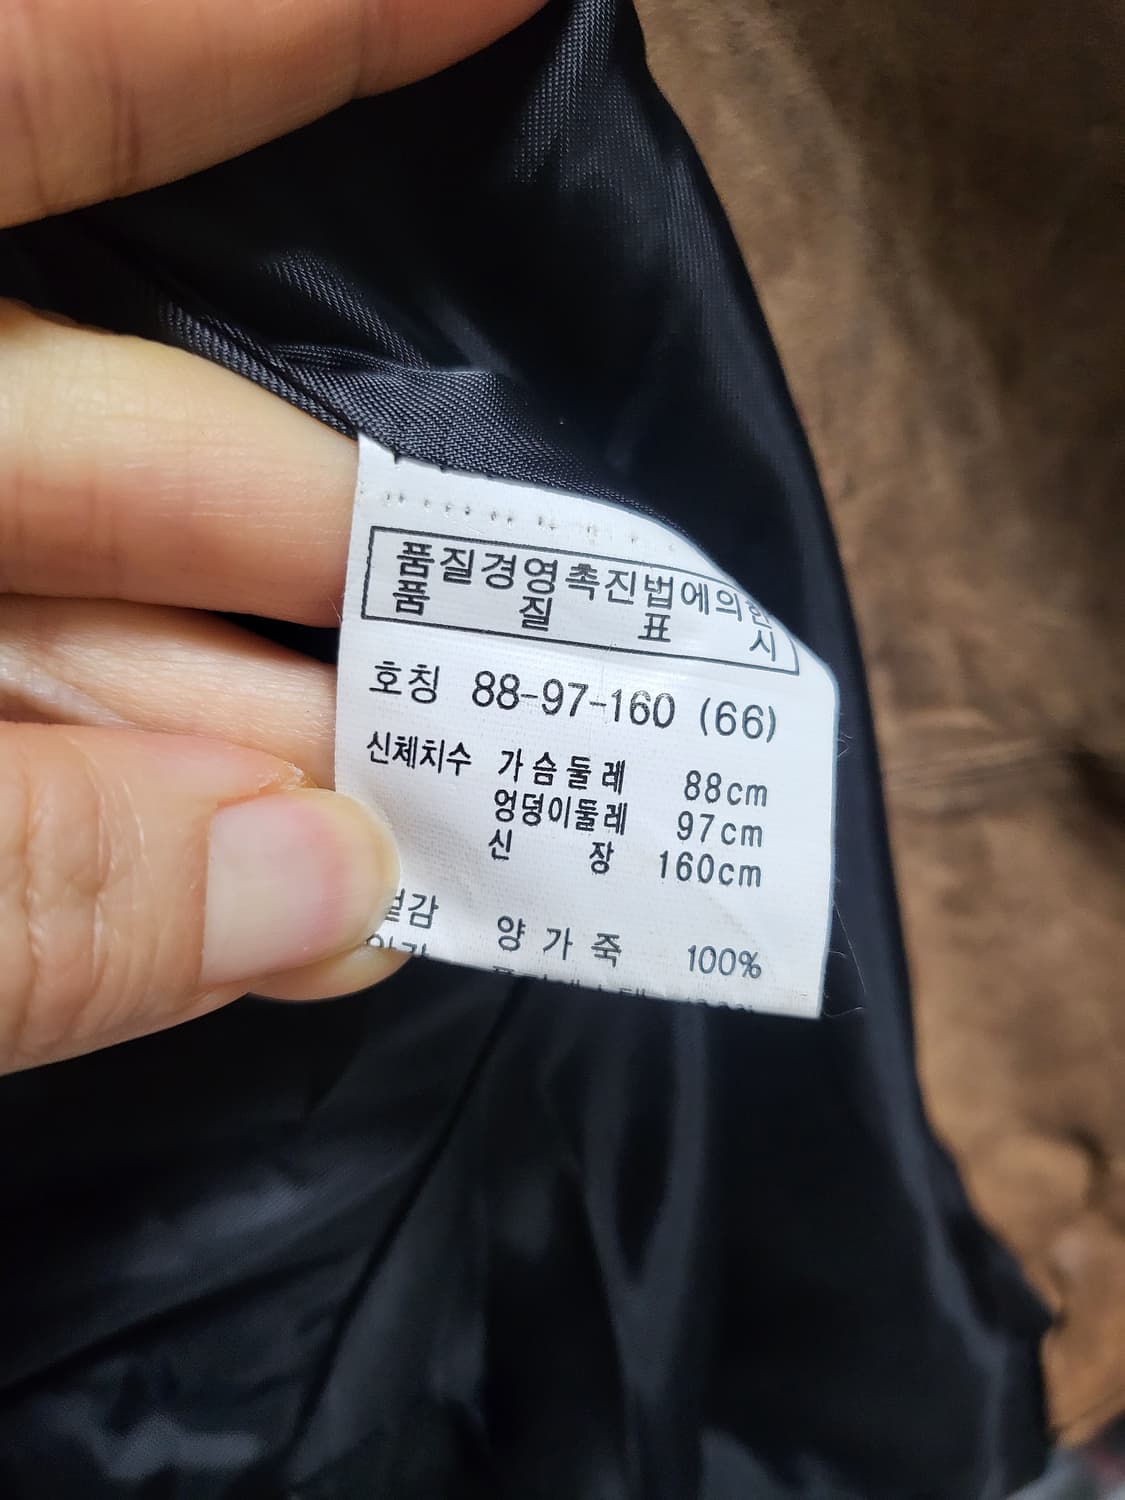 품질경영촉진법에의한
품 질 표 시
호칭 88-97-160 (66)
신체치수 가슴둘레 88cm
엉덩이둘레 97cm
신 장 160cm
겉감 양가죽 100%